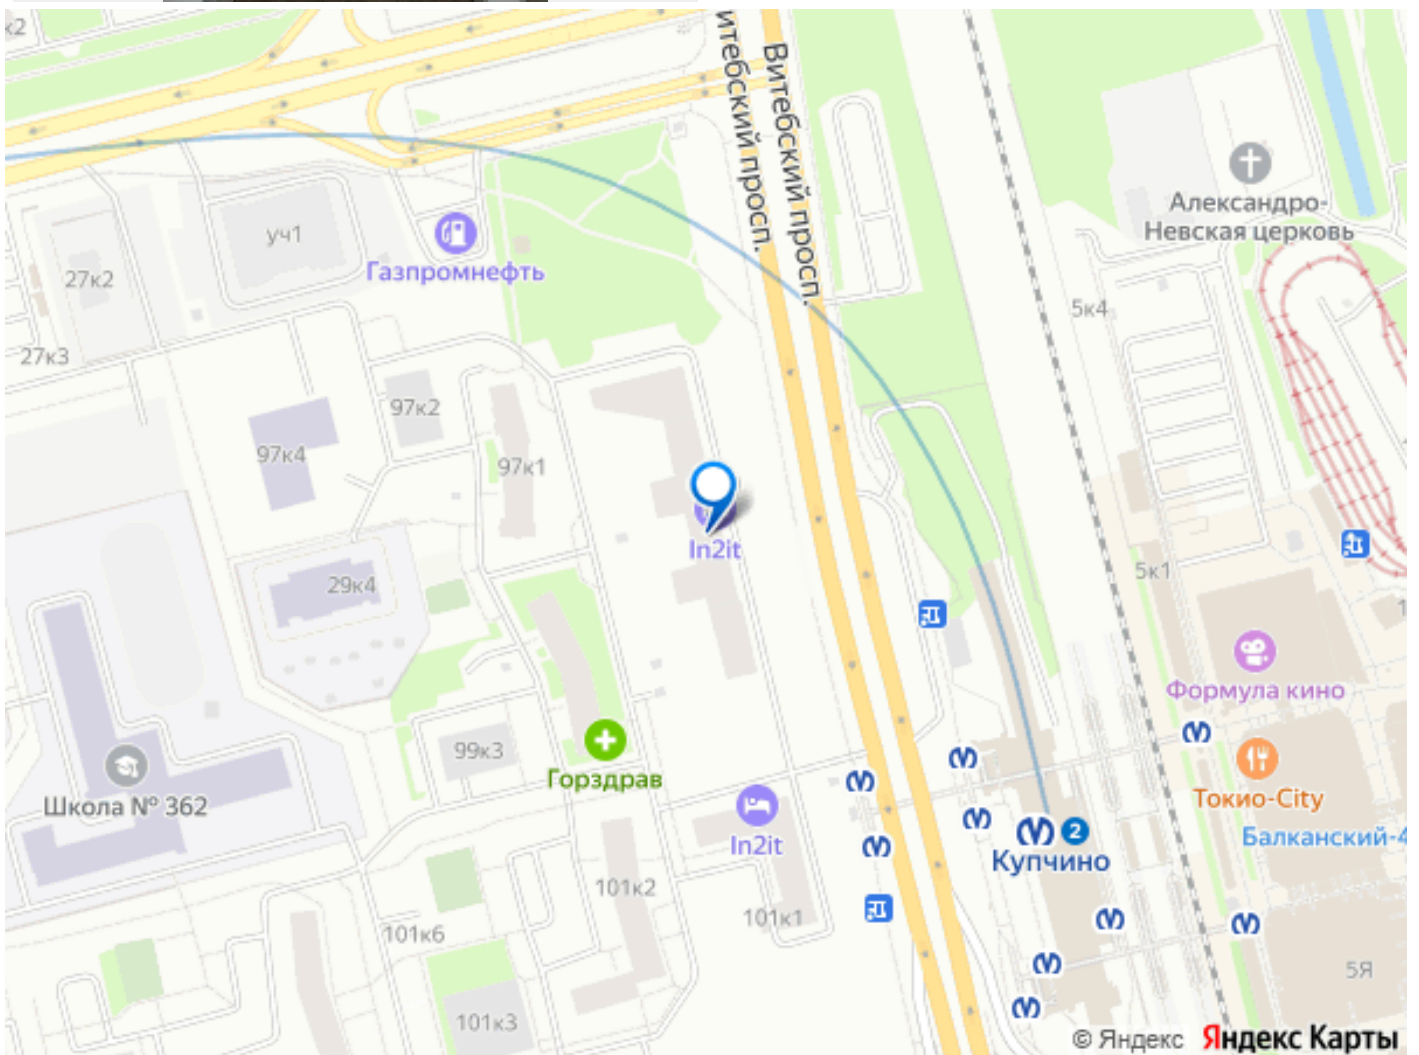 к2
Витебский просп.
итебский просп.
Александро-
Невская церковь
уч1
Газпромнефть
27к2
5к4
27к3
97к2
97к4
97к1
In2it
5к1
29к4
Формула кино
Горздрав
99к3
Школа № 362
Токио-City
In2it
2
Купчино
Балканский-4
101к2
101к1
101к6
5Я
101к3
© Яндекс Яндекс Карты